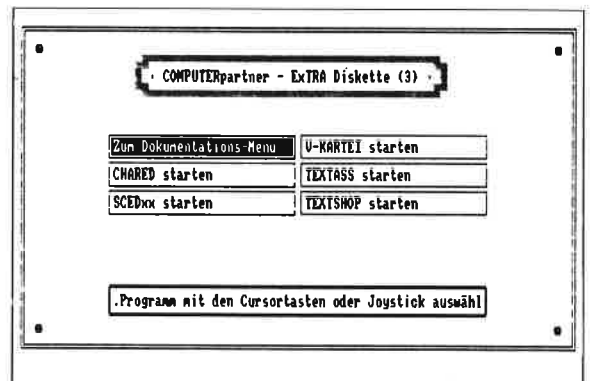 · COMPUTERpartner - ExTRA Diskette (3) ·
Zum Dokumentations-Menu
V-KARTEI starten
CHARED starten
TEXTASS starten
SCEDxx starten
TEXTSHOP starten
.Programm mit den Cursortasten oder Joystick auswähl